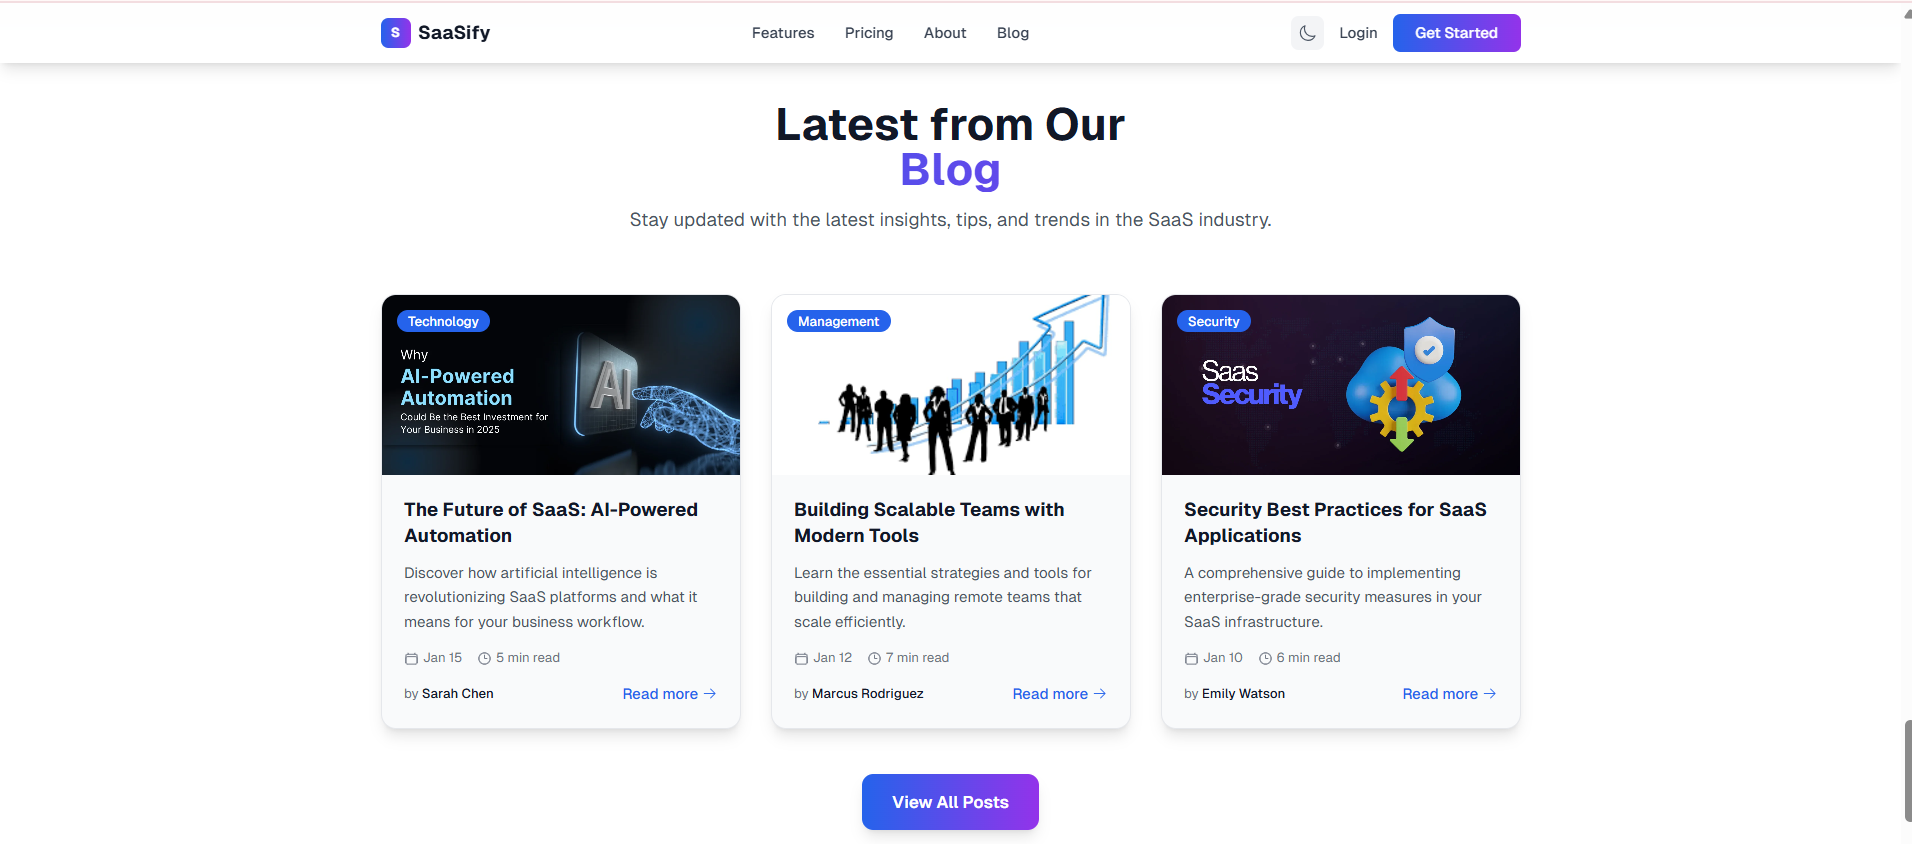 S SaaSify
Features Pricing About Blog
Login Get Started
Latest from Our
Blog
Stay updated with the latest insights, tips, and trends in the SaaS industry.
Technology
Why
AI-Powered
Automation
Could Be the Best Investment for
Your Business in 2025
AI
The Future of SaaS: AI-Powered
Automation
Discover how artificial intelligence is
revolutionizing SaaS platforms and what it
means for your business workflow.
Jan 15 5 min read
by Sarah Chen Read more →
Management
Building Scalable Teams with
Modern Tools
Learn the essential strategies and tools for
building and managing remote teams that
scale efficiently.
Jan 12 7 min read
by Marcus Rodriguez Read more →
Security
Saas
Security
Security Best Practices for SaaS
Applications
A comprehensive guide to implementing
enterprise-grade security measures in your
SaaS infrastructure.
Jan 10 6 min read
by Emily Watson Read more →
View All Posts